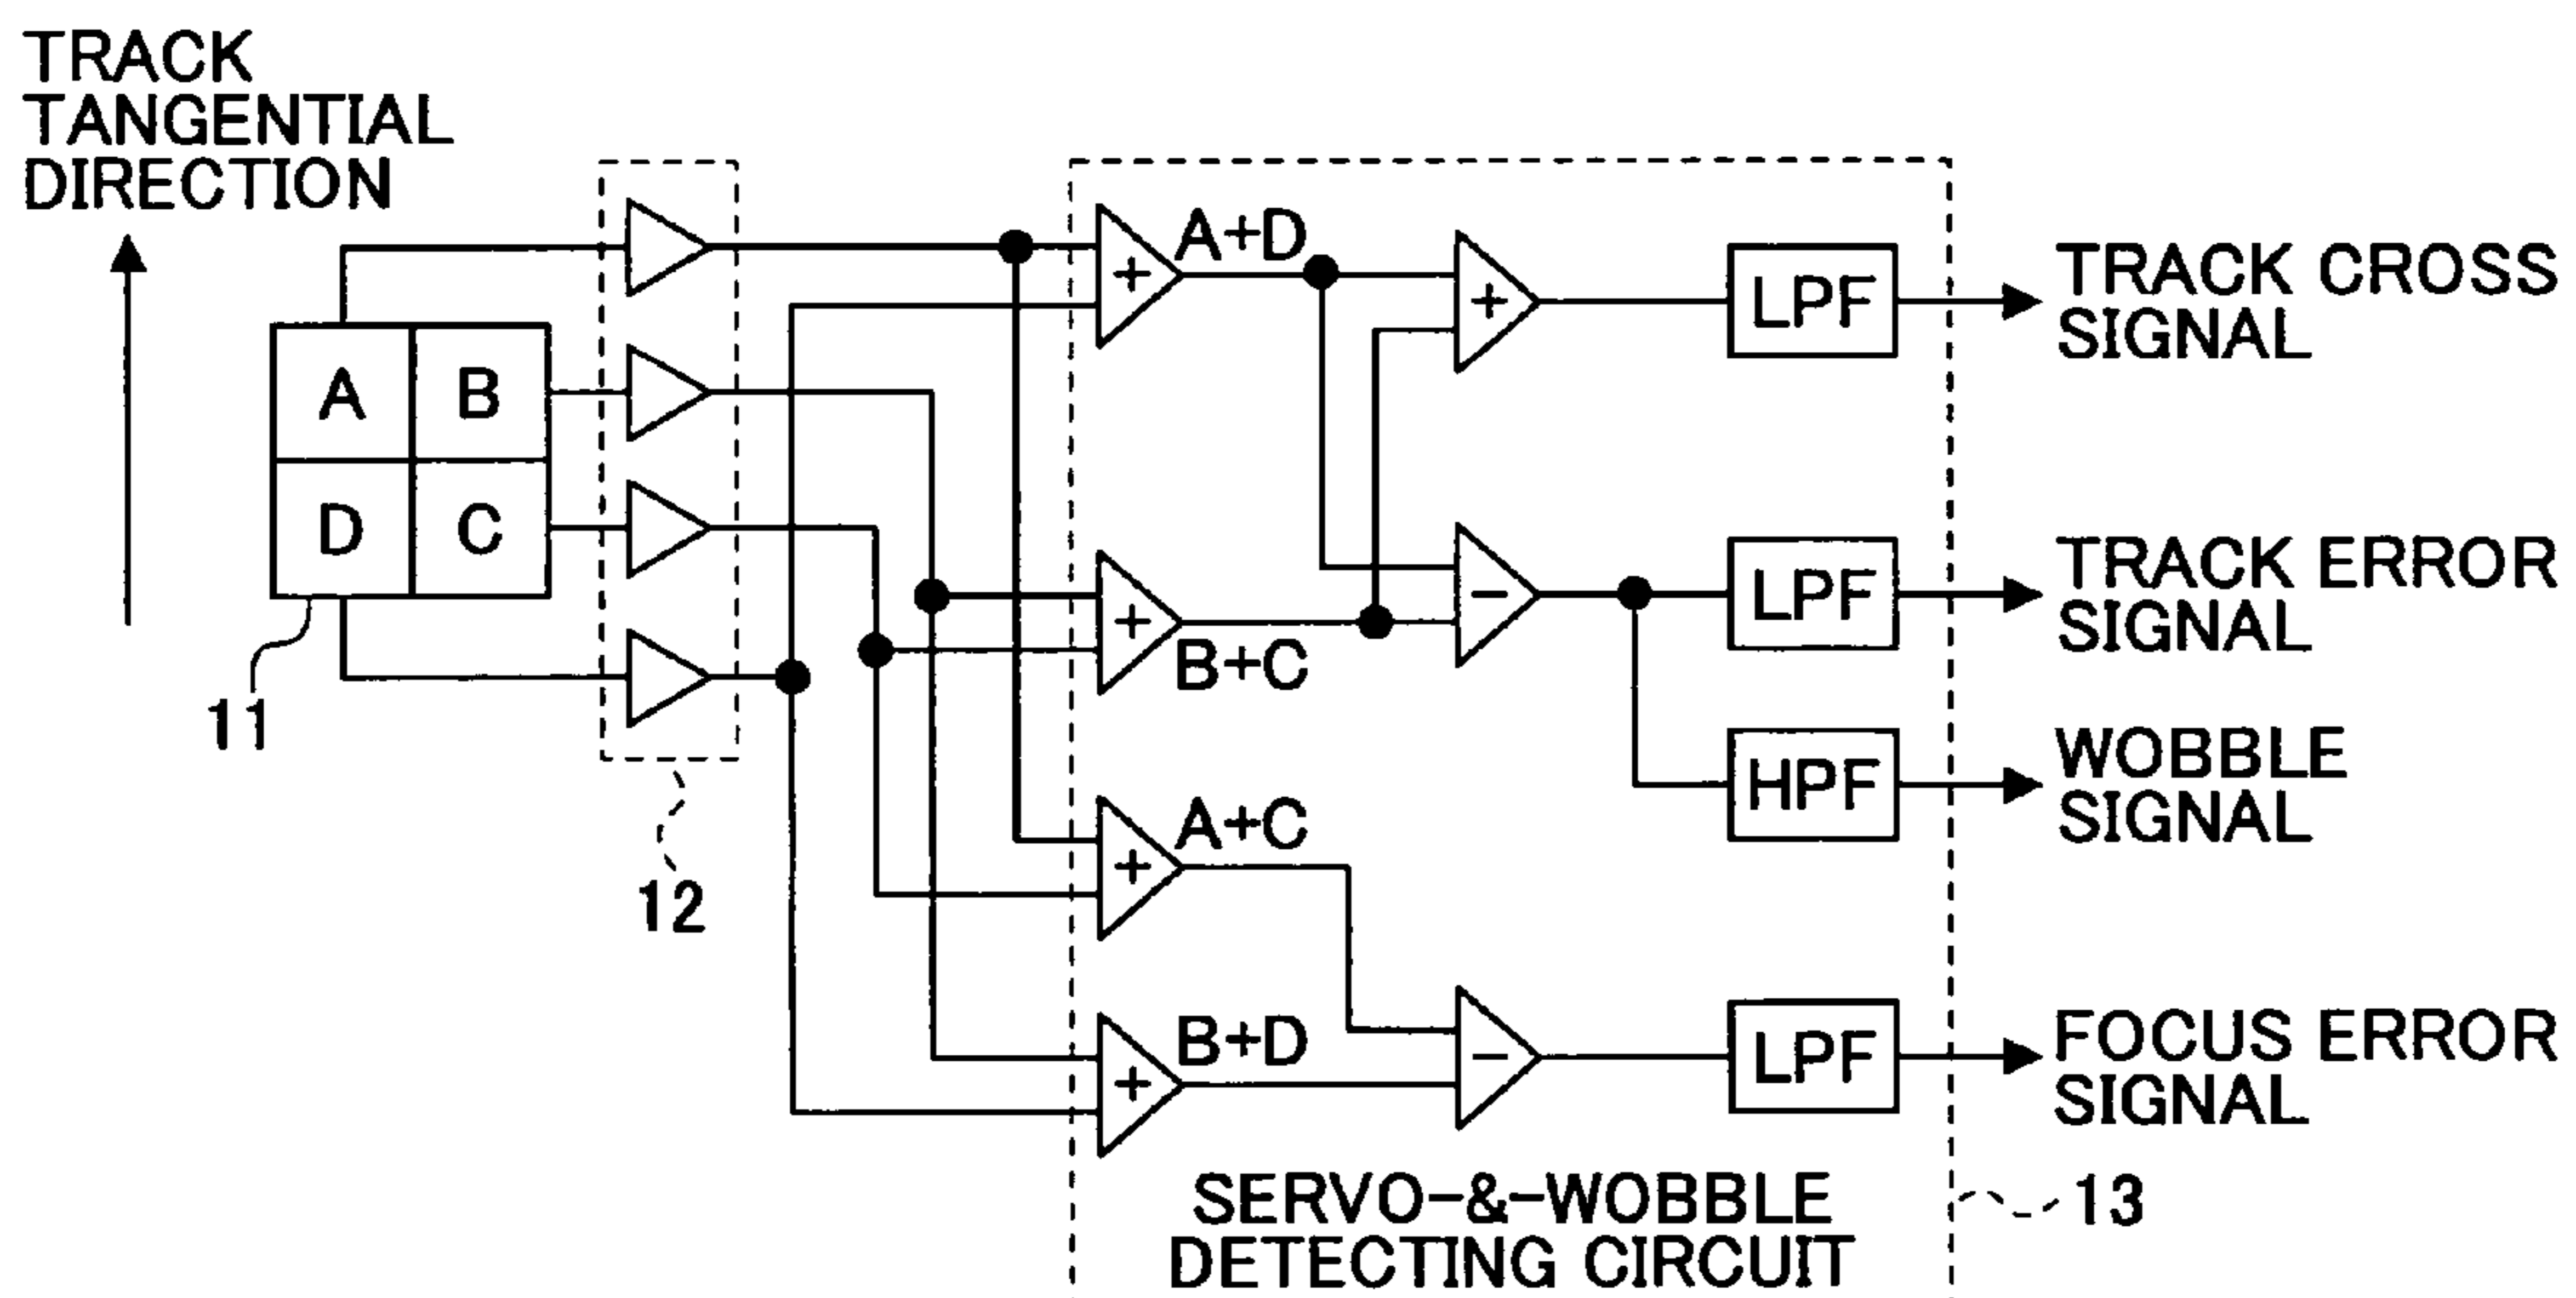 TRACK
TANGENTIAL
DIRECTION
A
B
D
C
11
12
+
A+D
+
B+C
+
A+C
+
B+D
+
−
−
LPF
LPF
HPF
LPF
TRACK CROSS
SIGNAL
TRACK ERROR
SIGNAL
WOBBLE
SIGNAL
FOCUS ERROR
SIGNAL
SERVO-&-WOBBLE
DETECTING CIRCUIT
13